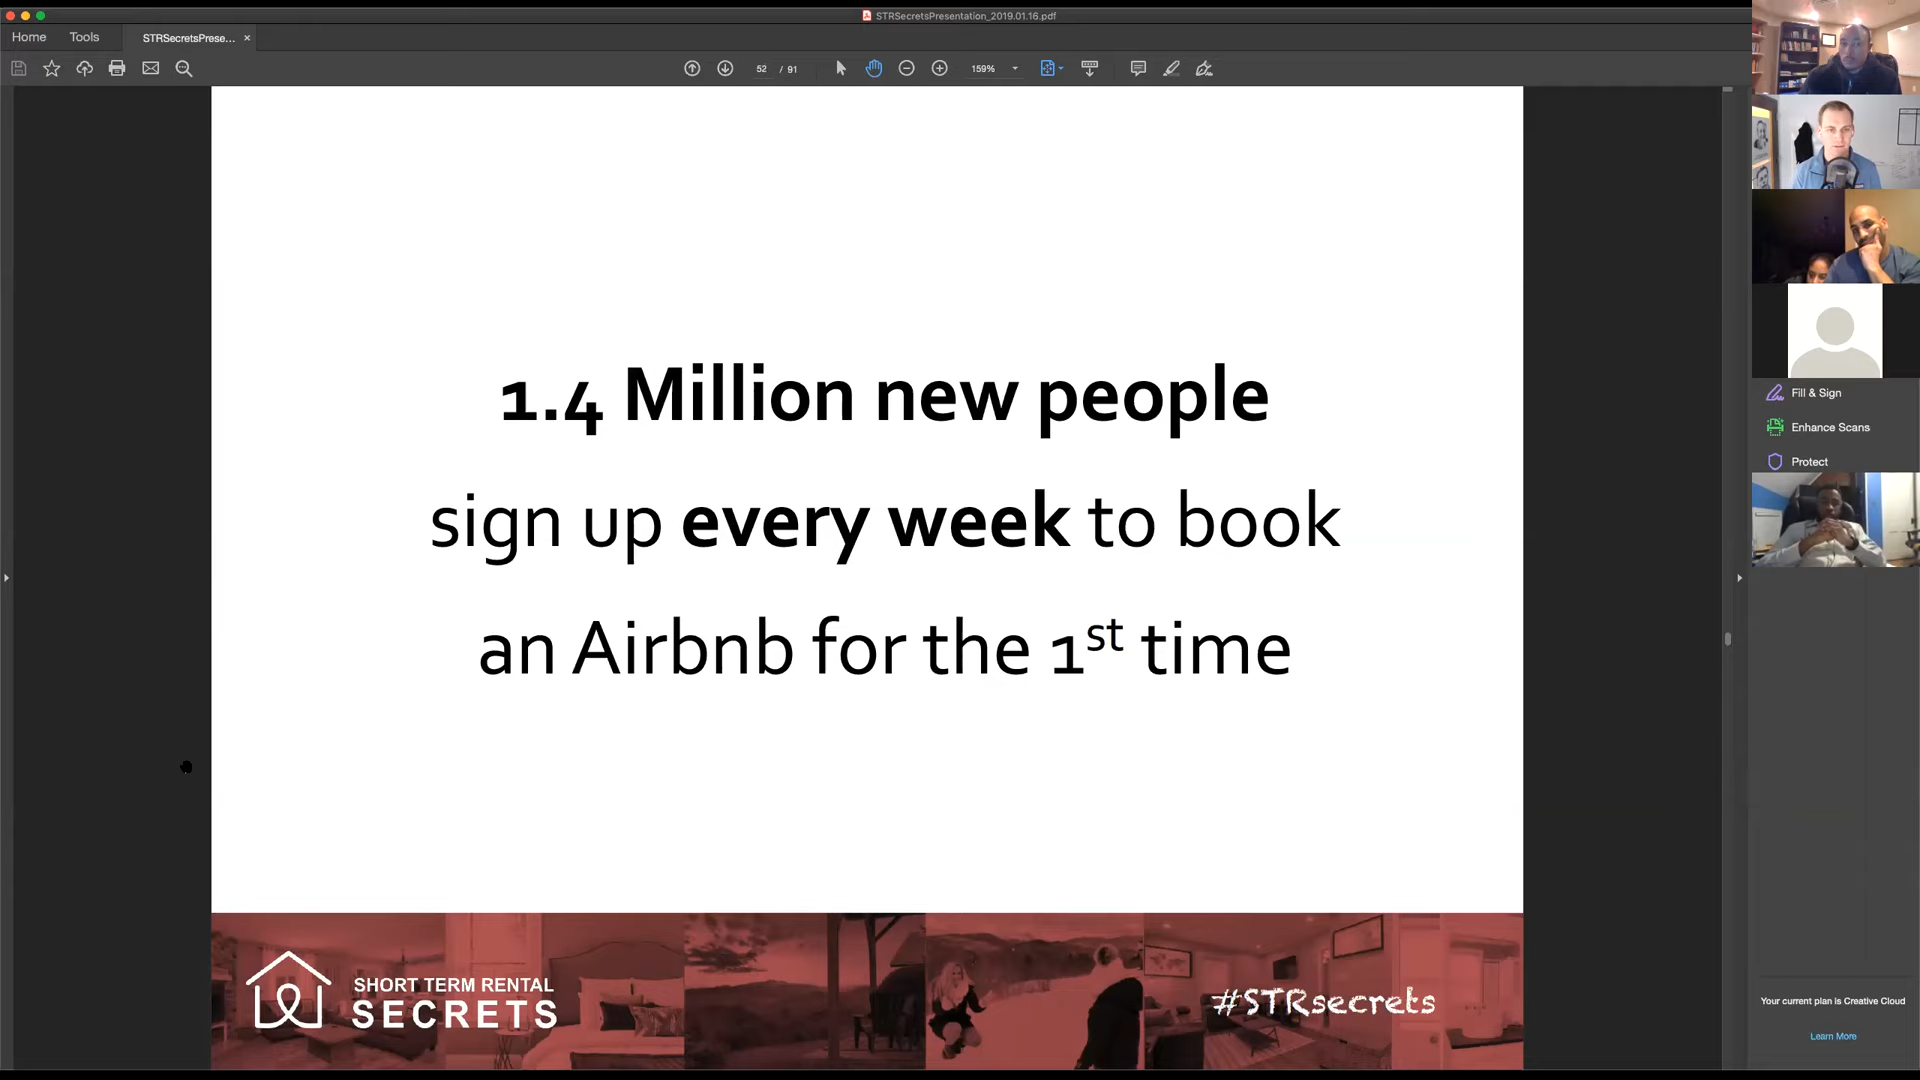 STRSecretsPresentation_2019.01.16.pdf
Home
Tools
STRSecretsPrese...
52 / 91
159%
1.4 Million new people
sign up every week to book
an Airbnb for the 1st time
SHORT TERM RENTAL
SECRETS
#STRsecrets
Fill & Sign
Enhance Scans
Protect
Your current plan is Creative Cloud
Learn More